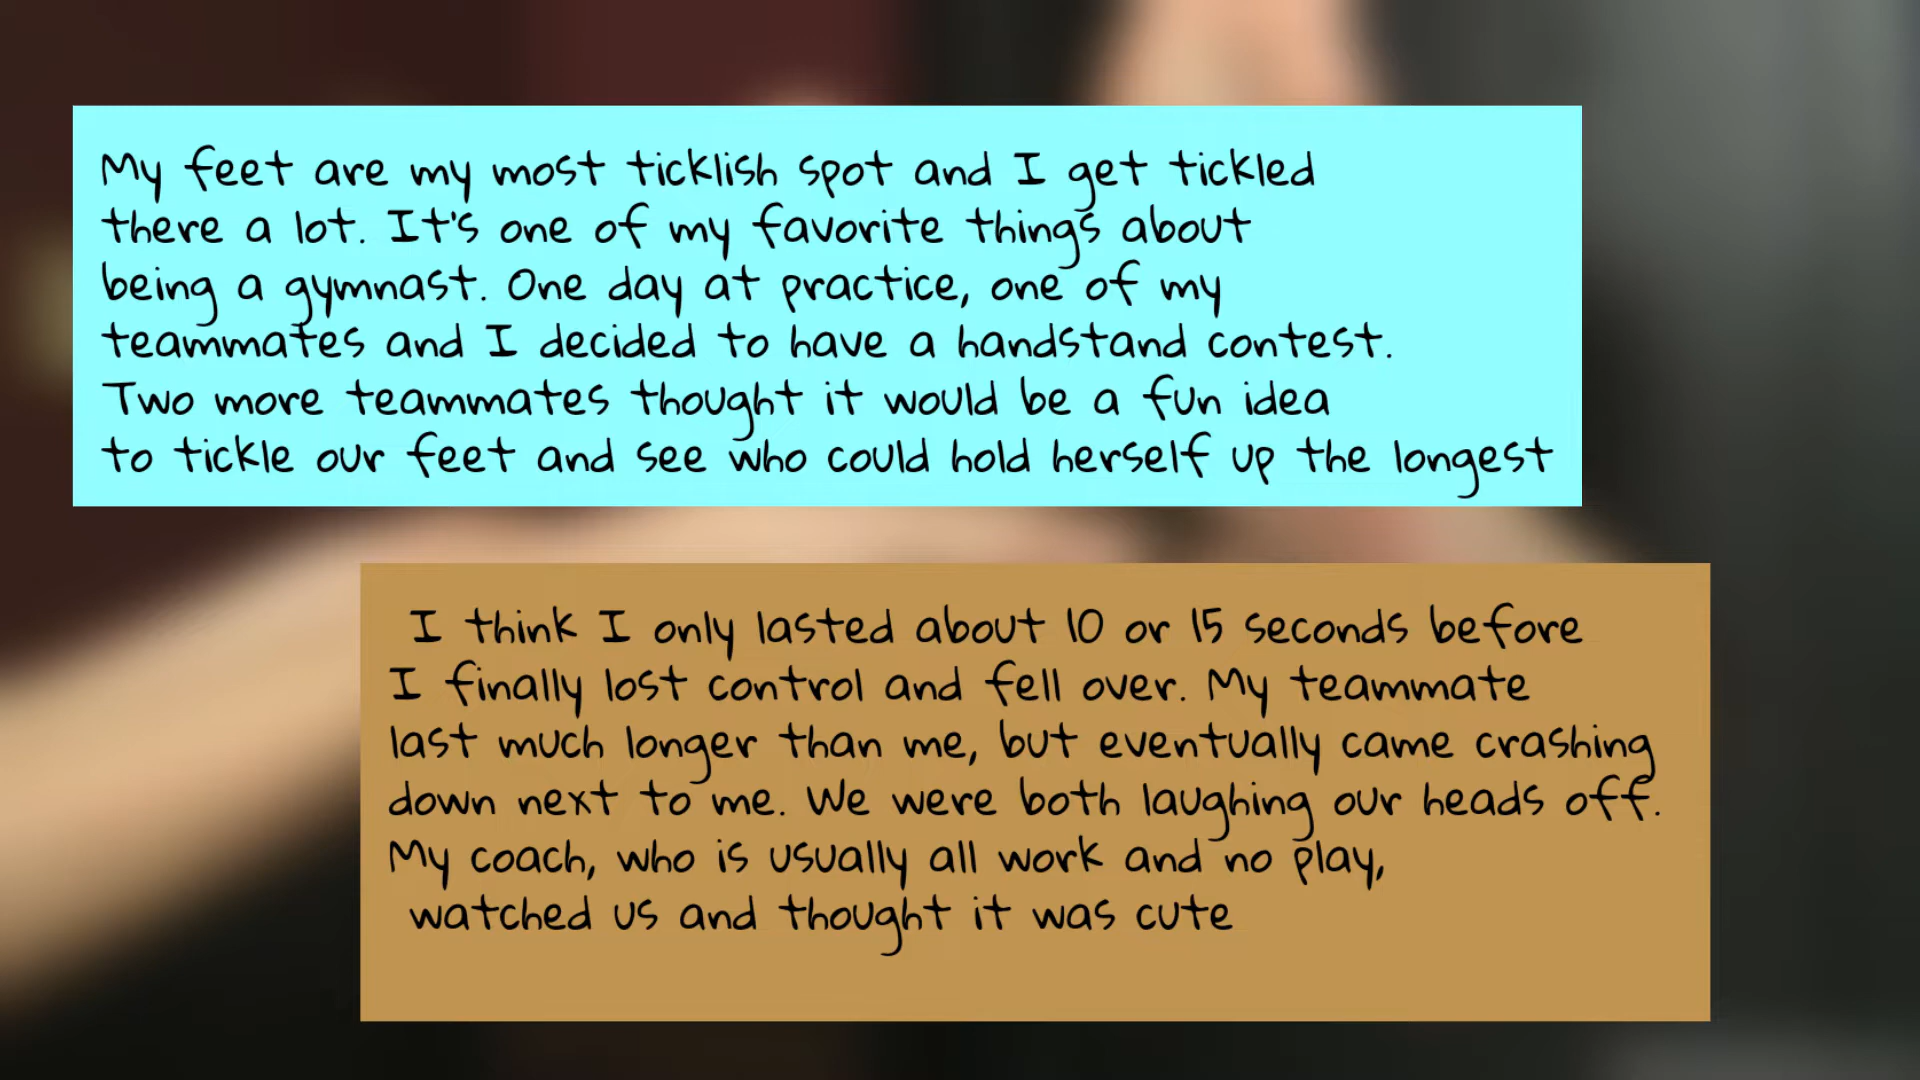 My feet are my most ticklish spot and I get tickled
there a lot. It's one of my favorite things about
being a gymnast. One day at practice, one of my
teammates and I decided to have a handstand contest.
Two more teammates thought it would be a fun idea
to tickle our feet and see who could hold herself up the longest
I think I only lasted about 10 or 15 seconds before
I finally lost control and fell over. My teammate
last much longer than me, but eventually came crashing
down next to me. We were both laughing our heads off.
My coach, who is usually all work and no play,
watched us and thought it was cute